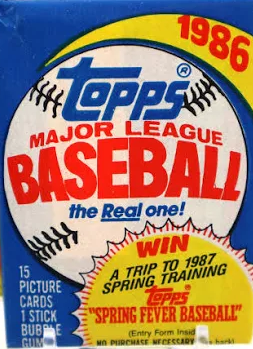 1986
Topps®
MAJOR LEAGUE
BASEBALL
the Real one!
WIN
A TRIP TO 1987
SPRING TRAINING
Topps
"SPRING FEVER BASEBALL"
(Entry Form Inside
NO PURCHASE NECESSARY back)
15
PICTURE
CARDS
1 STICK
BUBBLE
GUM